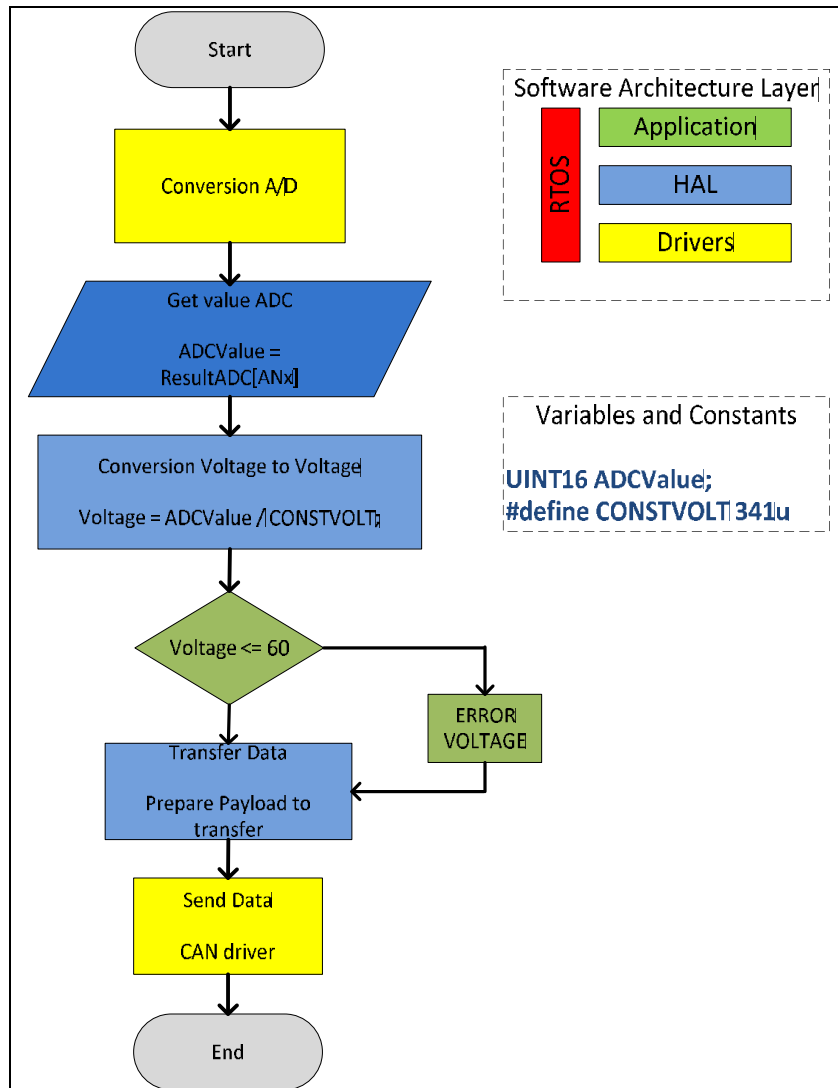 Start
Conversion A/D
Get value ADC
ADCValue =
ResultADC[ANx]
Conversion Voltage to Voltage
Voltage = ADCValue / CONSTVOLT;
Voltage <= 60
ERROR
VOLTAGE
Transfer Data
Prepare Payload to
transfer
Send Data
CAN driver
End
Software Architecture Layer
RTOS
Application
HAL
Drivers
Variables and Constants
UINT16 ADCValue;
#define CONSTVOLT 341u